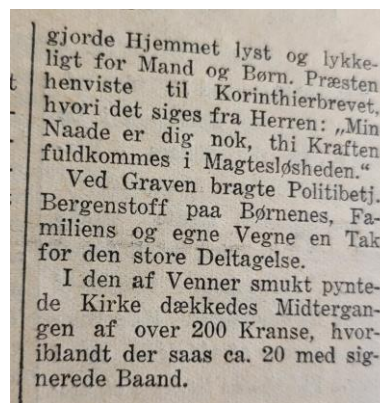 gjorde Hjemmet lyst og lykke-
ligt for Mand og Børn. Præsten
henviste til Korinthierbrevet,
hvori det siges fra Herren: „Min
Naade er dig nok, thi Kraften
fuldkommes i Magtesløsheden.“
Ved Graven bragte Politibetj.
Bergenstoff paa Børnenes, Fa-
miliens og egne Vegne en Tak
for den store Deltagelse.
I den af Venner smukt pynte-
de Kirke dækkedes Midtergan-
gen af over 200 Kranse, hvor-
iblandt der saas ca. 20 med sig-
nerede Baand.